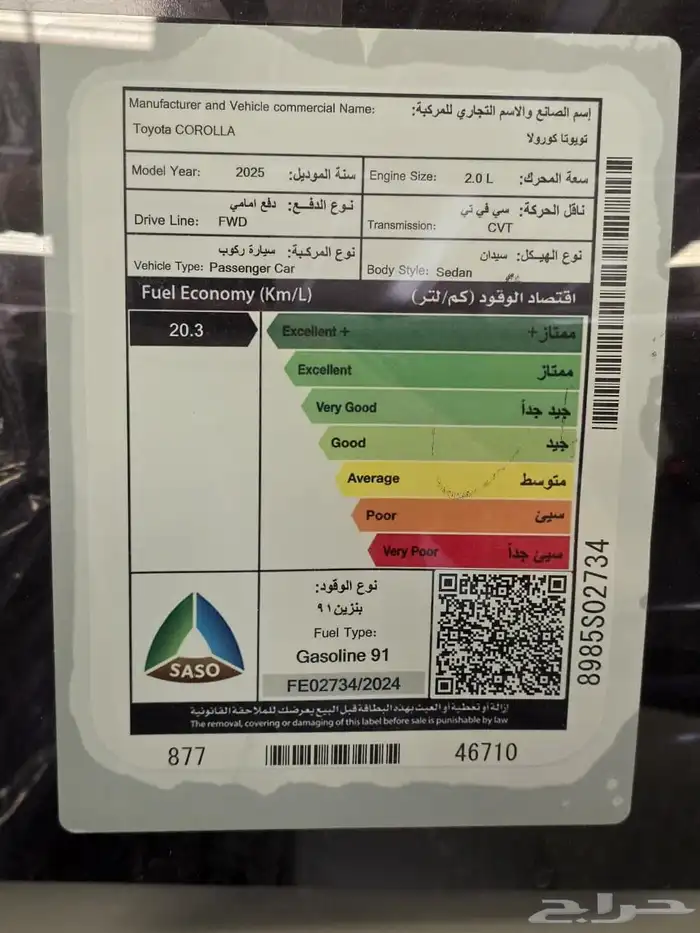 Manufacturer and Vehicle commercial Name: إسم الصانع والاسم التجاري للمركبة:
Toyota COROLLA تويوتا كورولا
Model Year: 2025 سنة الموديل:
Engine Size: 2.0 L سعة المحرك:
نوع الدفع: دفع امامي
Drive Line: FWD
ناقل الحركة: سي في تي
Transmission: CVT
نوع المركبة: سيارة ركوب
Vehicle Type: Passenger Car
نوع الهيكل: سيدان
Body Style: Sedan
Fuel Economy (Km/L) اقتصاد الوقود (كم/لتر)
20.3
Excellent + ممتاز+
Excellent ممتاز
Very Good جيد جداً
Good جيد
Average متوسط
Poor سيئ
Very Poor سيئ جداً
SASO
نوع الوقود:
بنزين ٩١
Fuel Type:
Gasoline 91
FE02734/2024
إزالة أو تغطية أو العبث بهذه البطاقة قبل البيع يعرضك للملاحقة القانونية
The removal, covering or damaging of this label before sale is punishable by law
877 46710
8985S02734
حراج